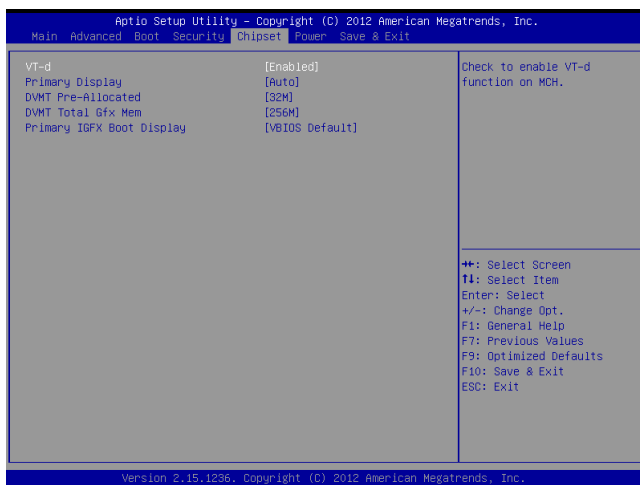 Aptio Setup Utility – Copyright (C) 2012 American Megatrends, Inc.
Main Advanced Boot Security Chipset Power Save & Exit
VT-d [Enabled]
Primary Display [Auto]
DVMT Pre-Allocated [32M]
DVMT Total Gfx Mem [256M]
Primary IGFX Boot Display [VBIOS Default]
Check to enable VT-d
function on MCH.
→←: Select Screen
↑↓: Select Item
Enter: Select
+/-: Change Opt.
F1: General Help
F7: Previous Values
F9: Optimized Defaults
F10: Save & Exit
ESC: Exit
Version 2.15.1236. Copyright (C) 2012 American Megatrends, Inc.